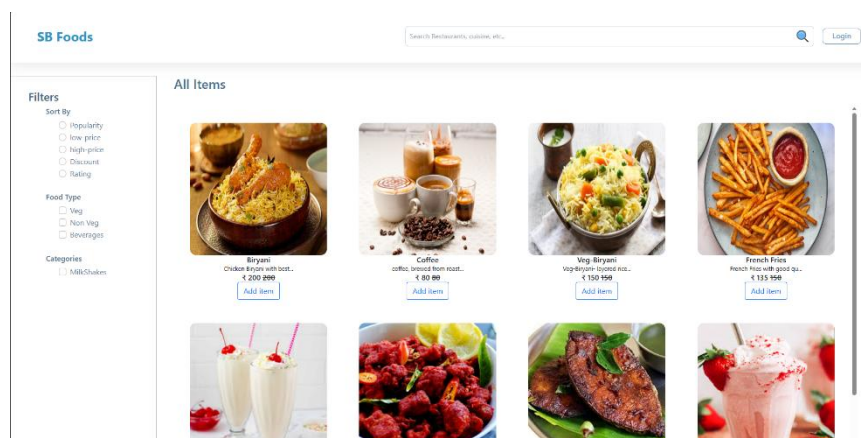 SB Foods
Search Restaurants, cuisine, etc..,
Login
Filters
Sort By
Popularity
low-price
high-price
Discount
Rating
Food Type
Veg
Non Veg
Beverages
Categories
MilkShakes
All Items
Biryani
Chicken Biryani with best...
₹ 200 200
Add item
Coffee
coffee, brewed from roast...
₹ 80 80
Add item
Veg-Biryani
Veg-Biryani- layered rice...
₹ 150 150
Add item
French Fries
French Fries with good qu...
₹ 135 150
Add item